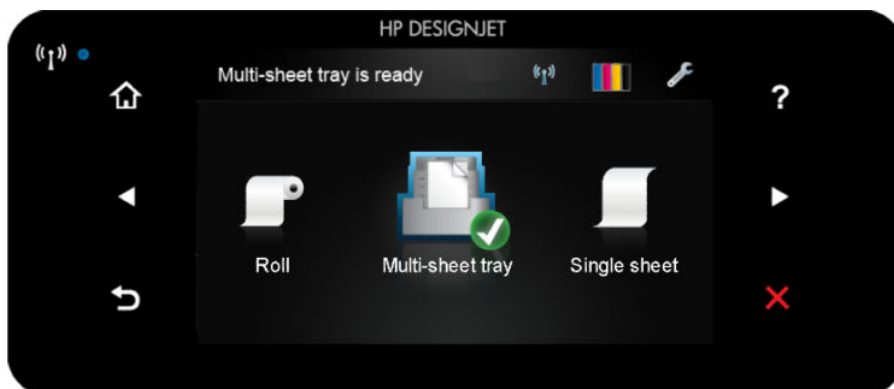 HP DESIGNJET
Multi-sheet tray is ready
?
Roll
Multi-sheet tray
Single sheet